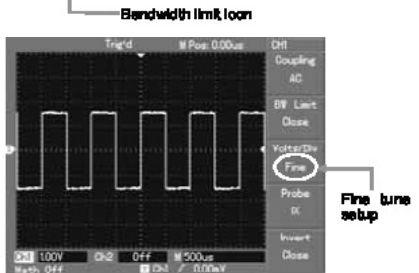 Bandwidth limit icon
Trig'd M Pos: 0.00us CH1
Coupling
AC
BW Limit
Close
Volts/Div
Fine
Probe
1X
Fine tune
setup
Invert
Close
CH1 1.00V CH2 Off M 500us
Math Off CH1 / 0.00mV